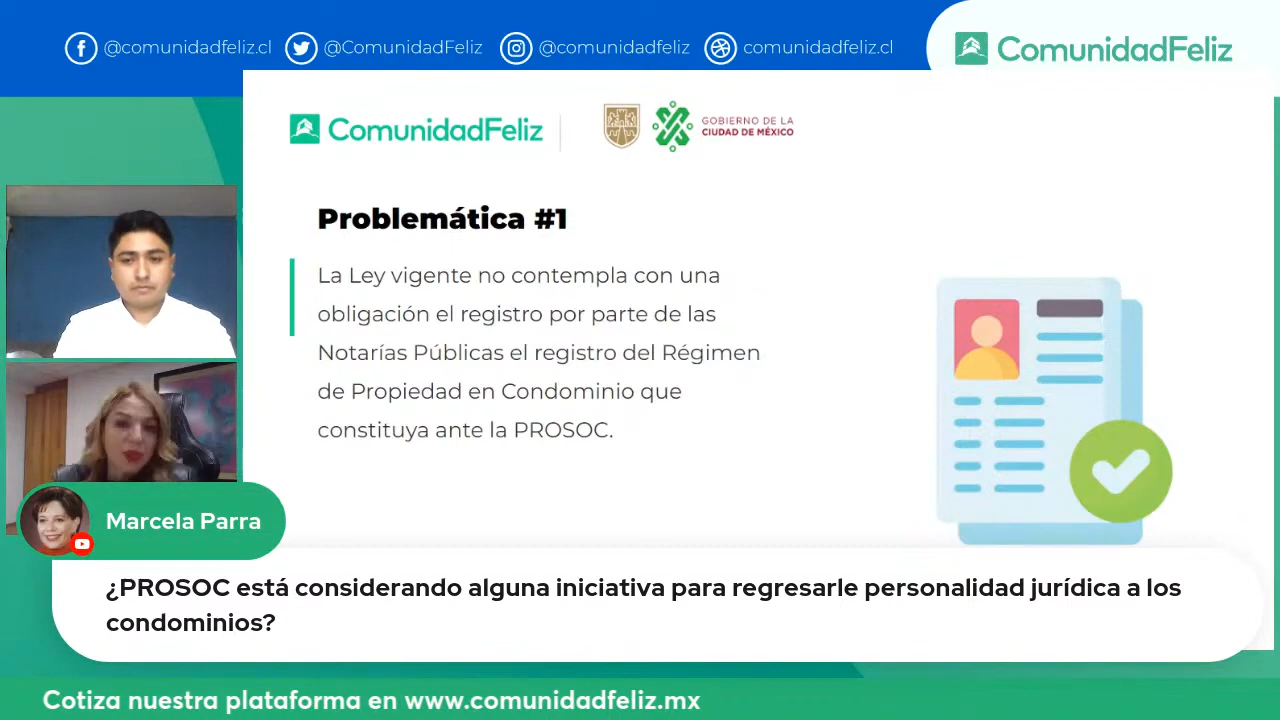 @comunidadfeliz.cl @ComunidadFeliz @comunidadfeliz comunidadfeliz.cl
ComunidadFeliz
ComunidadFeliz
GOBIERNO DE LA
CIUDAD DE MÉXICO
Problemática #1
La Ley vigente no contempla con una
obligación el registro por parte de las
Notarías Públicas el registro del Régimen
de Propiedad en Condominio que
constituya ante la PROSOC.
Marcela Parra
¿PROSOC está considerando alguna iniciativa para regresarle personalidad jurídica a los
condominios?
Cotiza nuestra plataforma en www.comunidadfeliz.mx